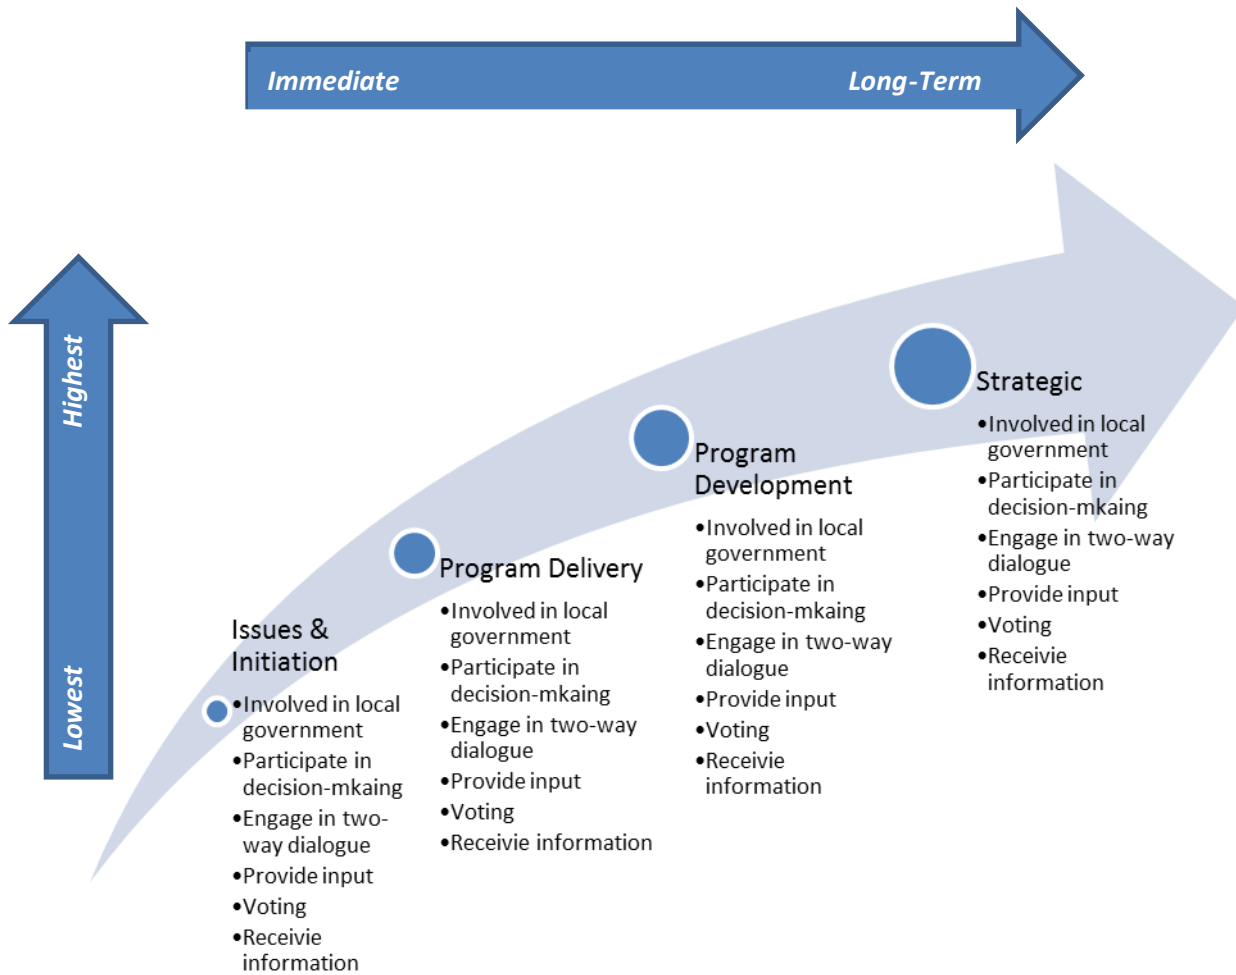 Immediate
Long-Term
Highest
Lowest
Issues &
Initiation
•Involved in local
government
•Participate in
decision-mkaing
•Engage in two-
way dialogue
•Provide input
•Voting
•Receivie
information
Program Delivery
•Involved in local
government
•Participate in
decision-mkaing
•Engage in two-way
dialogue
•Provide input
•Voting
•Receivie information
Program
Development
•Involved in local
government
•Participate in
decision-mkaing
•Engage in two-way
dialogue
•Provide input
•Voting
•Receivie
information
Strategic
•Involved in local
government
•Participate in
decision-mkaing
•Engage in two-way
dialogue
•Provide input
•Voting
•Receivie
information